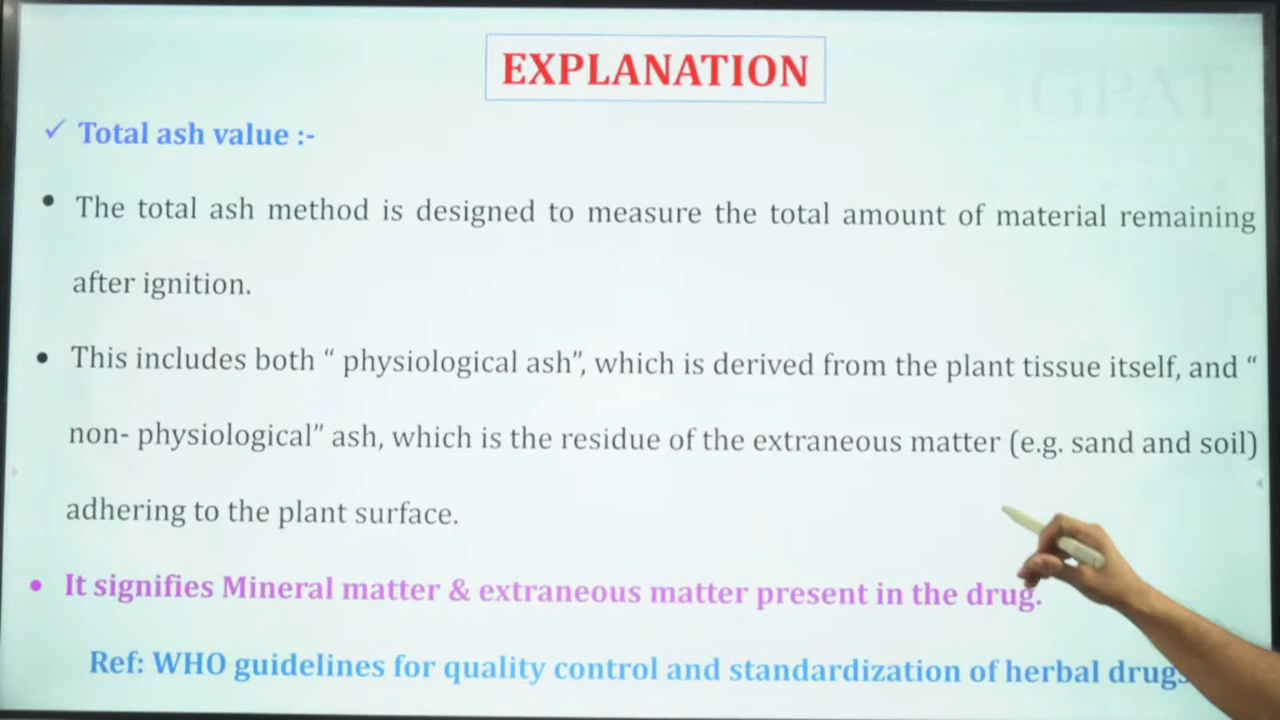 EXPLANATION
GPAT
✓ Total ash value :-
• The total ash method is designed to measure the total amount of material remaining
after ignition.
• This includes both “ physiological ash”, which is derived from the plant tissue itself, and “
non- physiological” ash, which is the residue of the extraneous matter (e.g. sand and soil)
adhering to the plant surface.
• It signifies Mineral matter & extraneous matter present in the drug.
Ref: WHO guidelines for quality control and standardization of herbal drugs